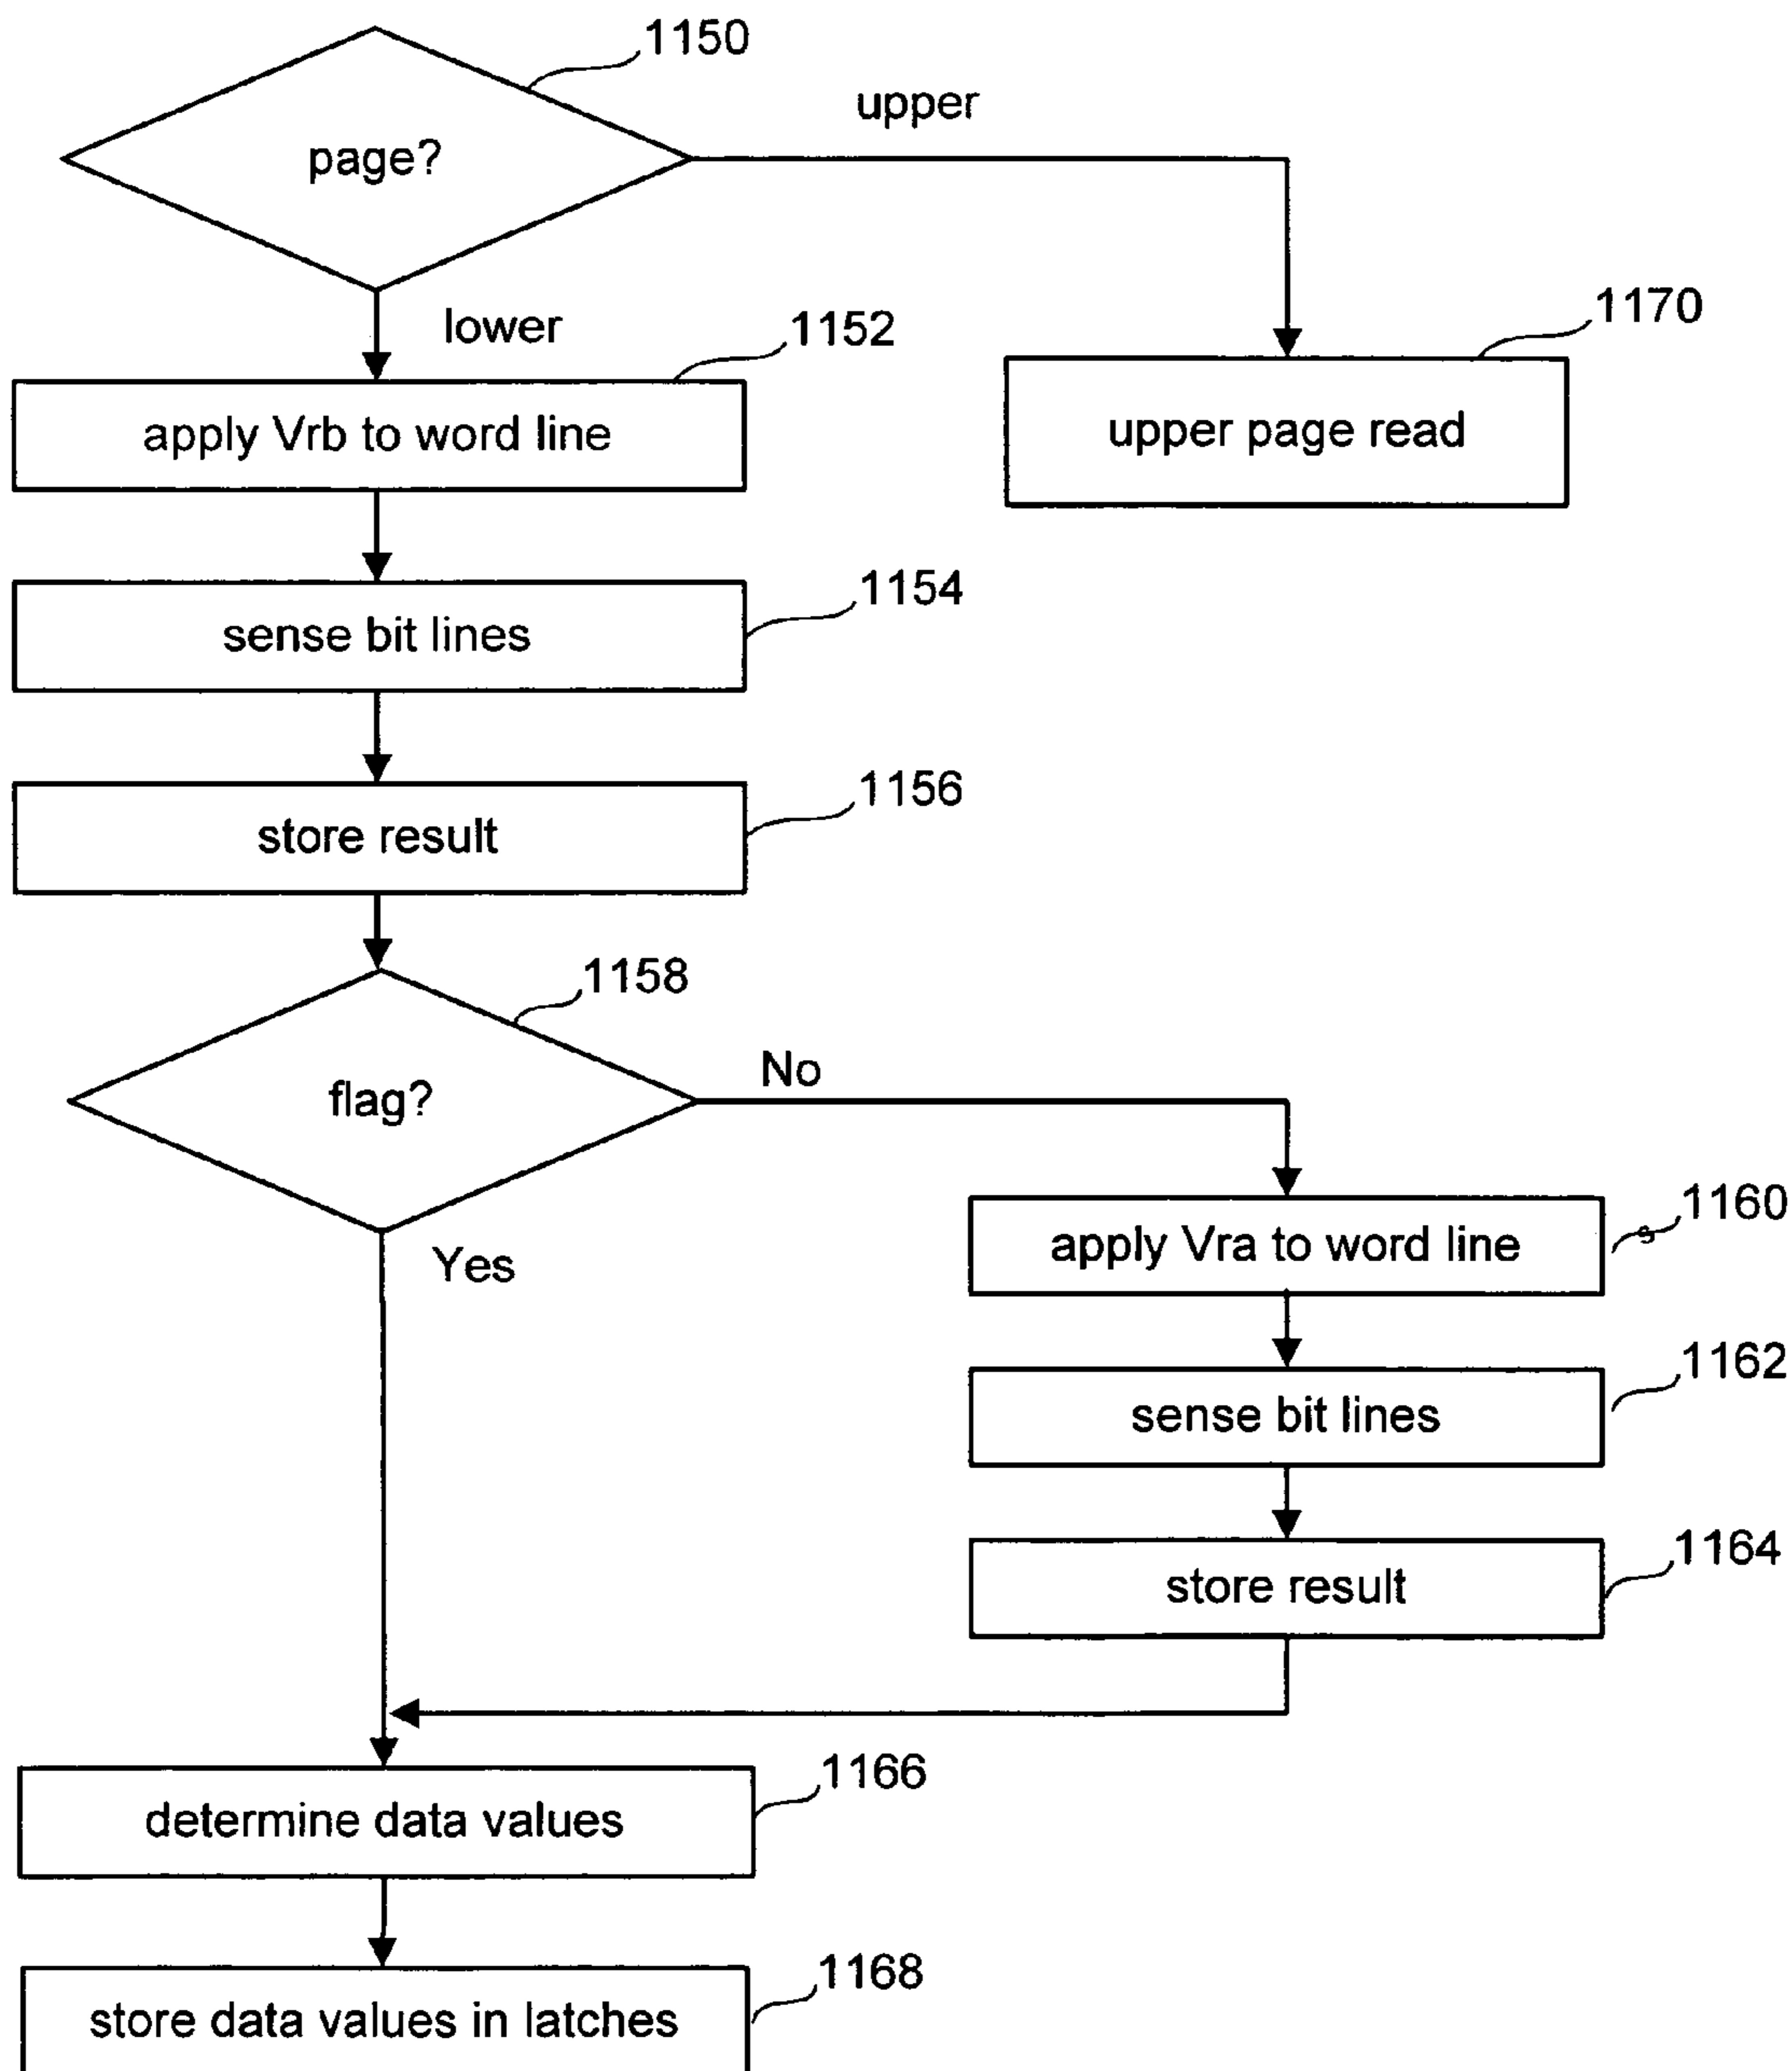 1150
upper
page?
lower
1152
1170
apply Vrb to word line
upper page read
1154
sense bit lines
1156
store result
1158
No
flag?
1160
apply Vra to word line
Yes
1162
sense bit lines
1164
store result
1166
determine data values
1168
store data values in latches